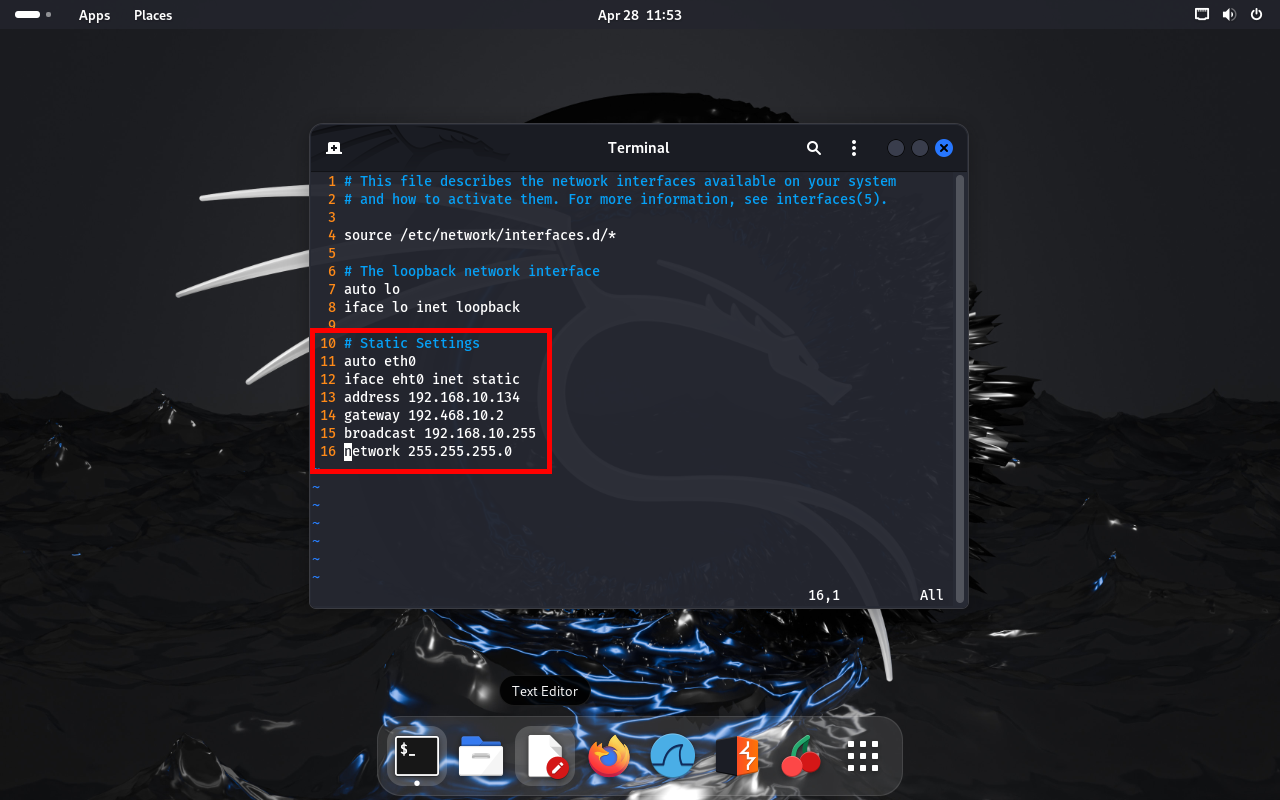 Apps Places Apr 28 11:53
Terminal
1 # This file describes the network interfaces available on your system
2 # and how to activate them. For more information, see interfaces(5).
3
4 source /etc/network/interfaces.d/*
5
6 # The loopback network interface
7 auto lo
8 iface lo inet loopback
9
10 # Static Settings
11 auto eth0
12 iface eht0 inet static
13 address 192.168.10.134
14 gateway 192.468.10.2
15 broadcast 192.168.10.255
16 network 255.255.255.0
~
~
~
~
~
~
16,1 All
Text Editor
$_